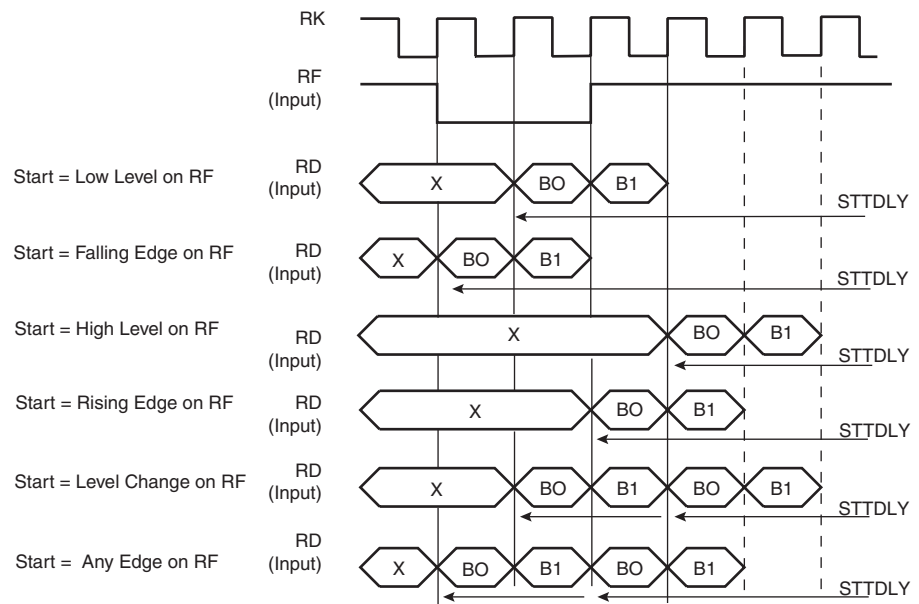 RK
RF
(Input)
Start = Low Level on RF
RD
(Input)
X
BO
B1
STTDLY
Start = Falling Edge on RF
RD
(Input)
X
BO
B1
STTDLY
Start = High Level on RF
RD
(Input)
X
BO
B1
STTDLY
Start = Rising Edge on RF
RD
(Input)
X
BO
B1
STTDLY
Start = Level Change on RF
RD
(Input)
X
BO
B1
BO
B1
STTDLY
Start = Any Edge on RF
RD
(Input)
X
BO
B1
BO
B1
STTDLY